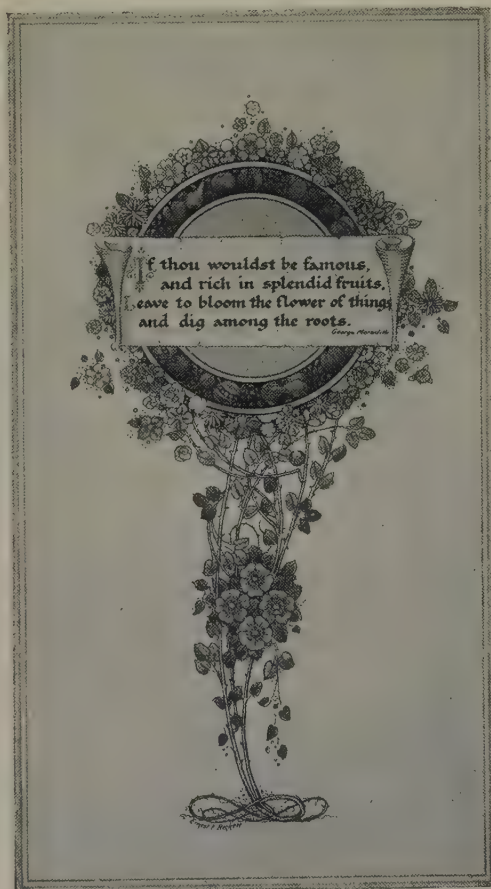 If thou wouldst be famous,
and rich in splendid fruits,
Leave to bloom the flower of things
and dig among the roots.
George Meredith